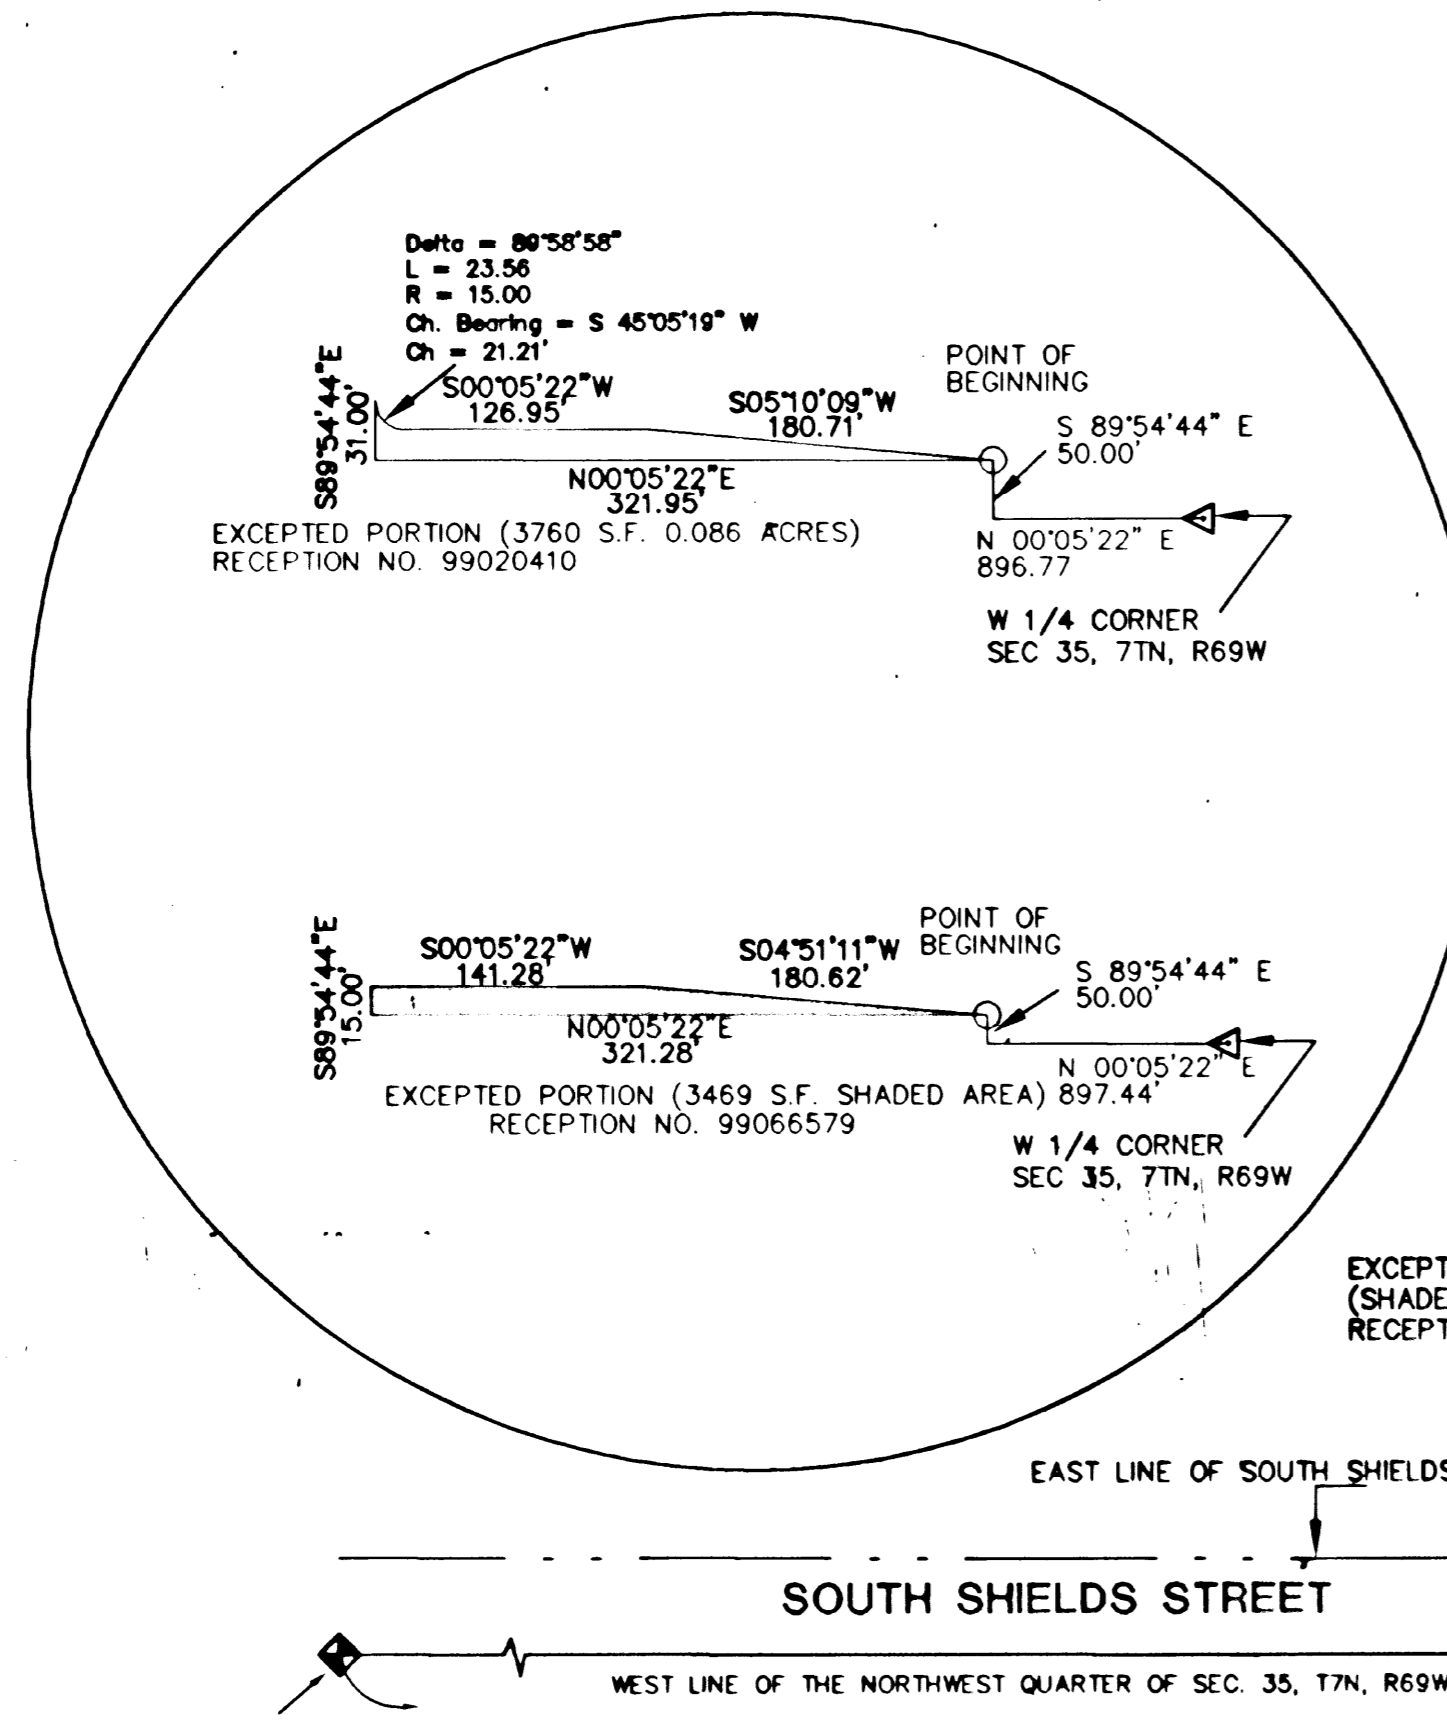 Delta = 89°58'58"
L = 23.56
R = 15.00
Ch. Bearing = S 45°05'19" W
Ch = 21.21'
S89°54'44"E
31.00'
S00°05'22"W
126.95'
S05°10'09"W
180.71'
POINT OF
BEGINNING
S 89°54'44" E
50.00'
N00°05'22"E
321.95'
EXCEPTED PORTION (3760 S.F. 0.086 ACRES)
RECEPTION NO. 99020410
N 00°05'22" E
896.77
W 1/4 CORNER
SEC 35, 7TN, R69W
S89°54'44"E
15.00'
S00°05'22"W
141.28'
S04°51'11"W
180.62'
POINT OF
BEGINNING
S 89°54'44" E
50.00'
N00°05'22"E
321.28'
N 00°05'22" E
897.44'
EXCEPTED PORTION (3469 S.F. SHADED AREA)
RECEPTION NO. 99066579
W 1/4 CORNER
SEC 35, 7TN, R69W
EXCEPT
(SHADE
RECEPT
EAST LINE OF SOUTH SHIELDS
SOUTH SHIELDS STREET
WEST LINE OF THE NORTHWEST QUARTER OF SEC. 35, T7N, R69W